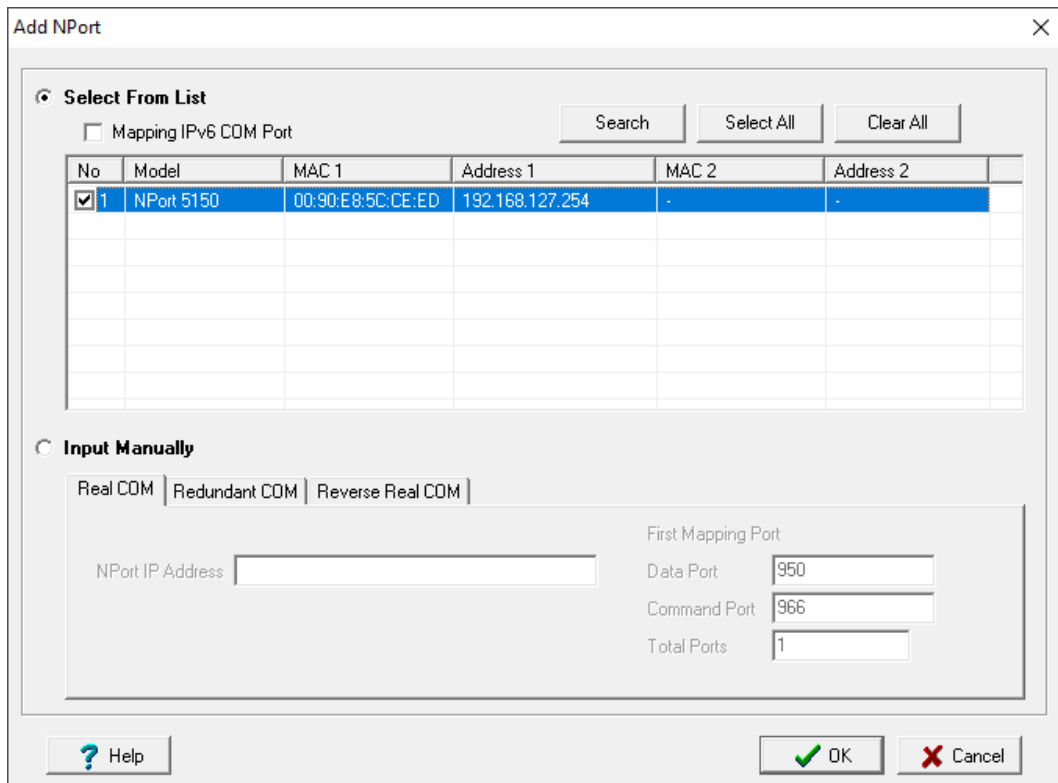 Add NPort
Select From List
Mapping IPv6 COM Port
Search
Select All
Clear All
No Model MAC 1 Address 1 MAC 2 Address 2
1 NPort 5150 00:90:E8:5C:CE:ED 192.168.127.254 - -
Input Manually
Real COM Redundant COM Reverse Real COM
First Mapping Port
NPort IP Address
Data Port 950
Command Port 966
Total Ports 1
? Help
OK
Cancel